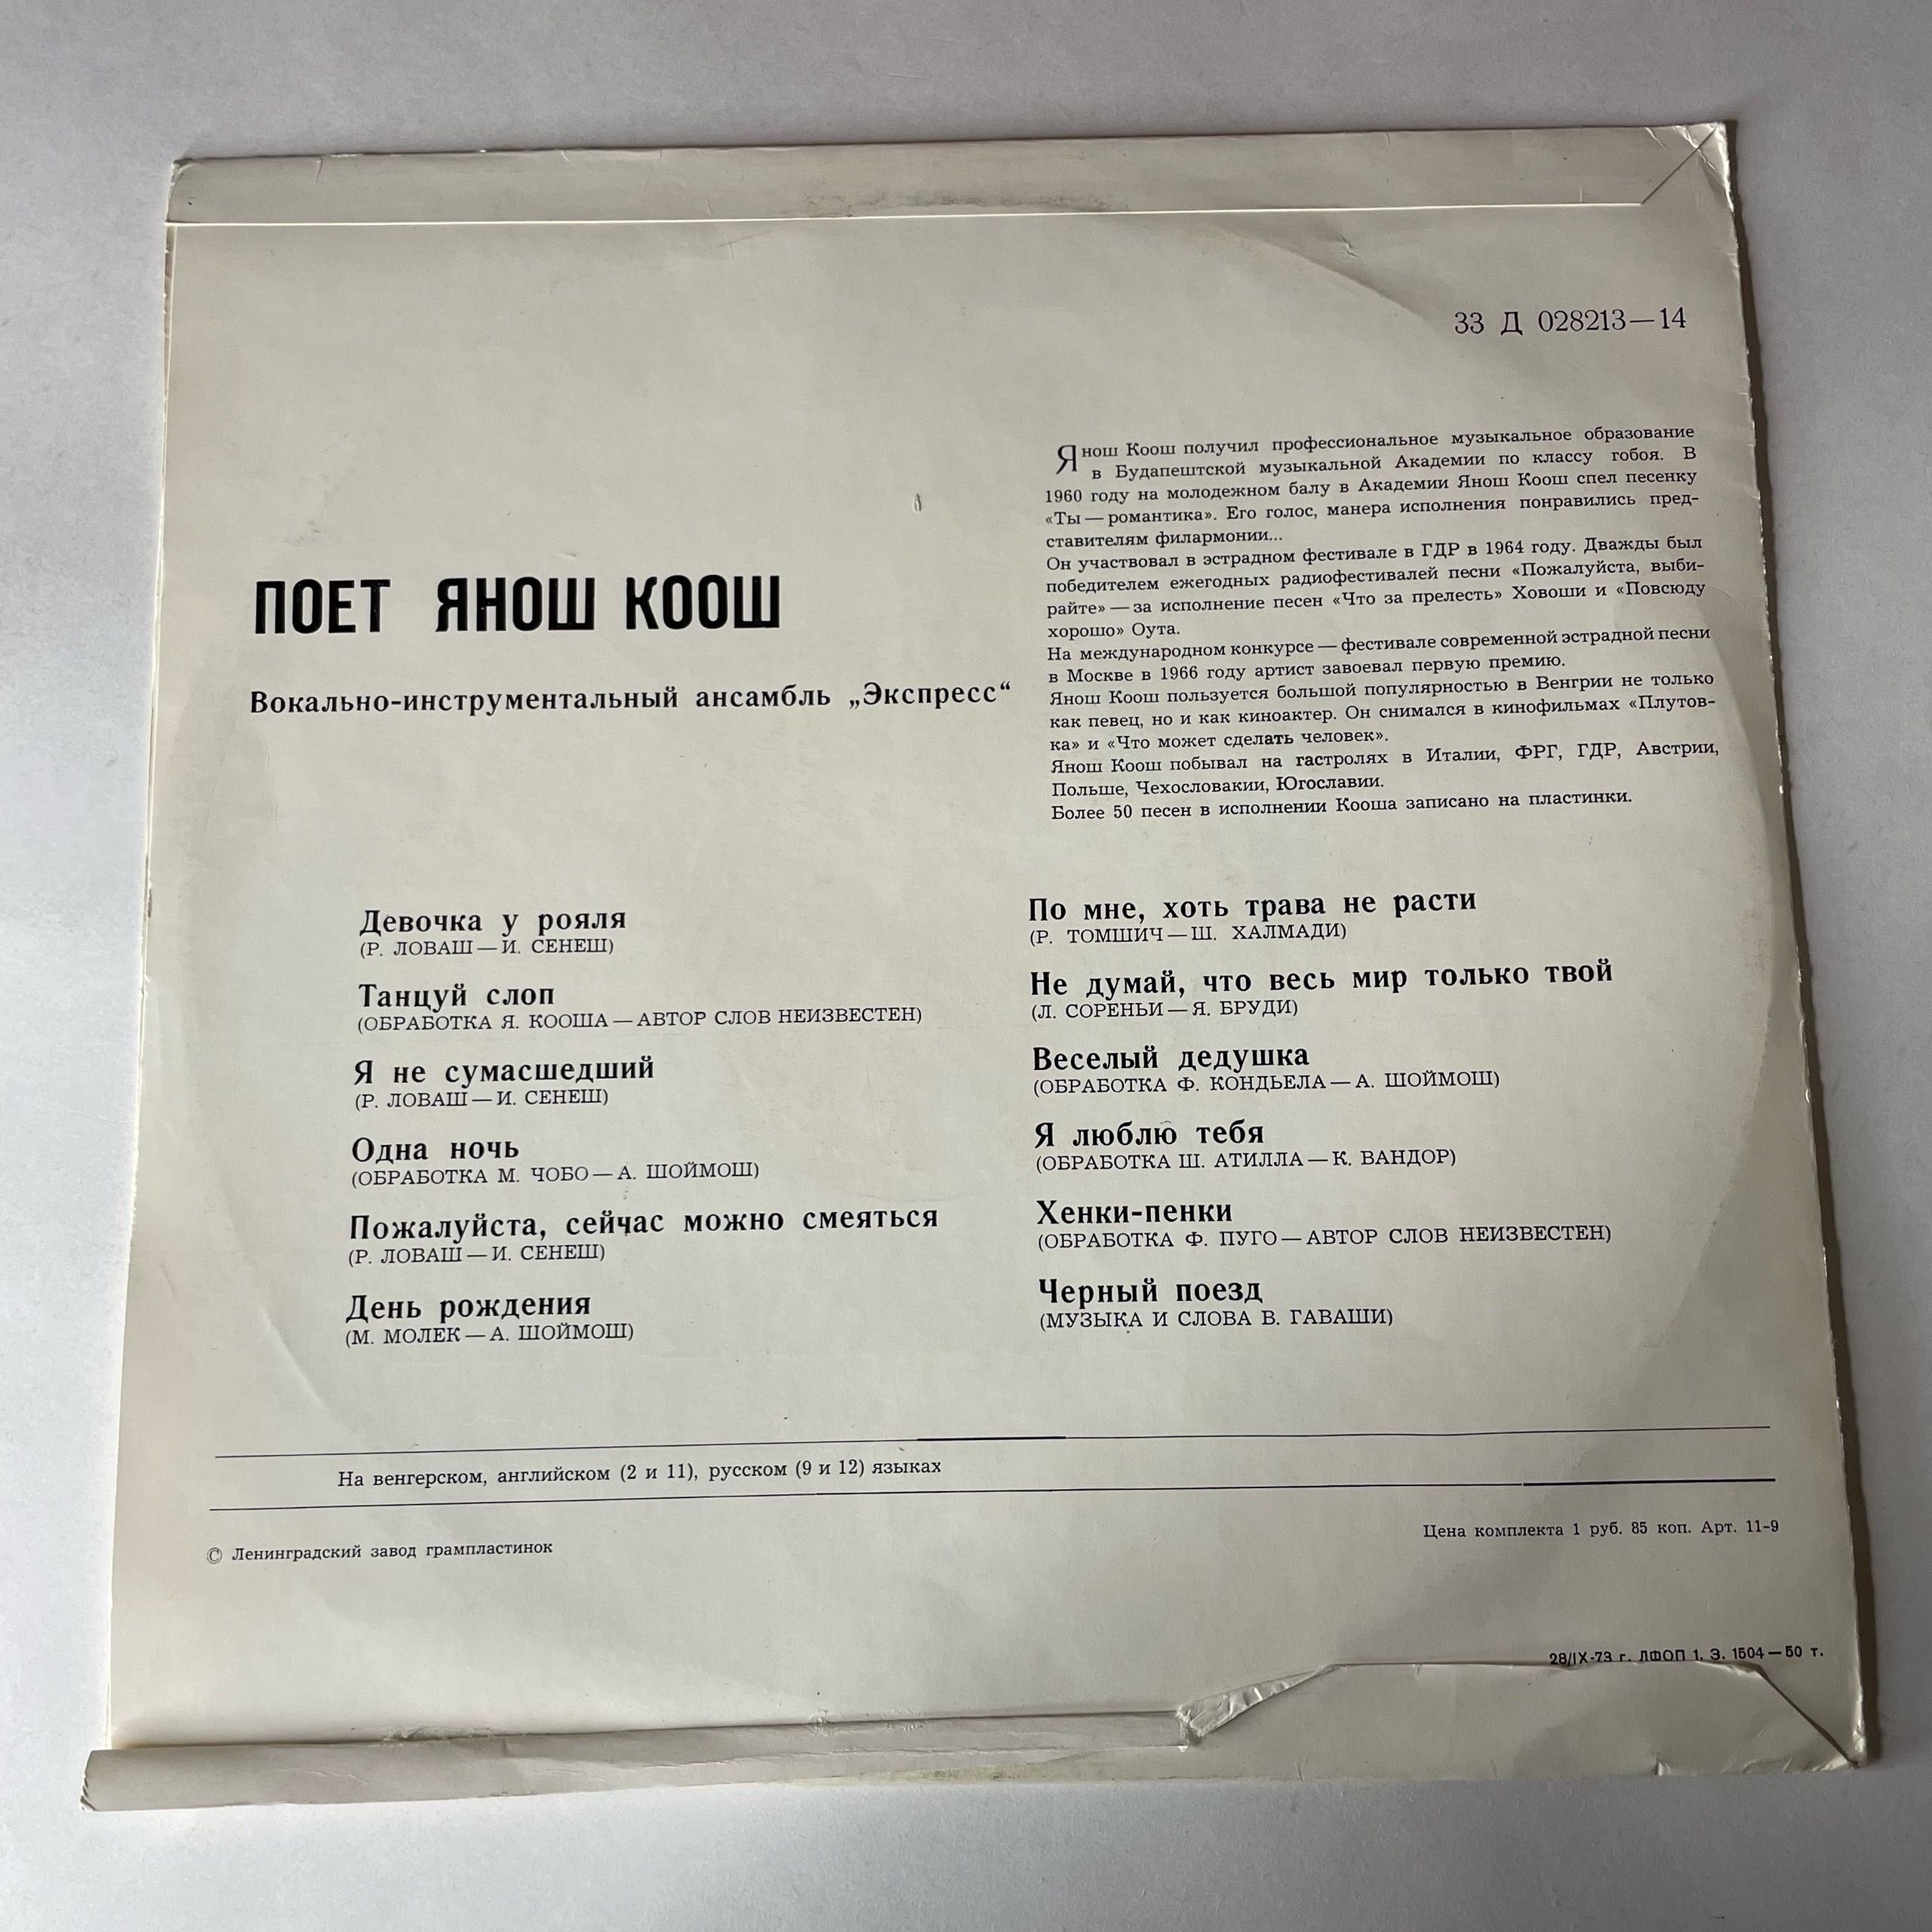 33 Д 028213—14
ПОЕТ ЯНОШ КООШ
Вокально-инструментальный ансамбль „Экспресс“
Янош Коош получил профессиональное музыкальное образование
в Будапештской музыкальной Академии по классу гобоя. В
1960 году на молодежном балу в Академии Янош Коош спел песенку
«Ты — романтика». Его голос, манера исполнения понравились пред-
ставителям филармонии...
Он участвовал в эстрадном фестивале в ГДР в 1964 году. Дважды был
победителем ежегодных радиофестивалей песни «Пожалуйста, выби-
райте» — за исполнение песен «Что за прелесть» Ховоши и «Повсюду
хорошо» Оута.
На международном конкурсе — фестивале современной эстрадной песни
в Москве в 1966 году артист завоевал первую премию.
Янош Коош пользуется большой популярностью в Венгрии не только
как певец, но и как киноактер. Он снимался в кинофильмах «Плутов-
ка» и «Что может сделать человек».
Янош Коош побывал на гастролях в Италии, ФРГ, ГДР, Австрии,
Польше, Чехословакии, Югославии.
Более 50 песен в исполнении Кооша записано на пластинки.
Девочка у рояля
(Р. ЛОВАШ — И. СЕНЕШ)
Танцуй слоп
(ОБРАБОТКА Я. КООША — АВТОР СЛОВ НЕИЗВЕСТЕН)
Я не сумасшедший
(Р. ЛОВАШ — И. СЕНЕШ)
Одна ночь
(ОБРАБОТКА М. ЧОБО — А. ШОЙМОШ)
Пожалуйста, сейчас можно смеяться
(Р. ЛОВАШ — И. СЕНЕШ)
День рождения
(М. МОЛЕК — А. ШОЙМОШ)
По мне, хоть трава не расти
(Р. ТОМШИЧ — Ш. ХАЛМАДИ)
Не думай, что весь мир только твой
(Л. СОРЕНЬИ — Я. БРУДИ)
Веселый дедушка
(ОБРАБОТКА Ф. КОНДЬЕЛА — А. ШОЙМОШ)
Я люблю тебя
(ОБРАБОТКА Ш. АТИЛЛА — К. ВАНДОР)
Хенки-пенки
(ОБРАБОТКА Ф. ПУГО — АВТОР СЛОВ НЕИЗВЕСТЕН)
Черный поезд
(МУЗЫКА И СЛОВА В. ГАВАШИ)
На венгерском, английском (2 и 11), русском (9 и 12) языках
© Ленинградский завод грампластинок
Цена комплекта 1 руб. 85 коп. Арт. 11-9
28/IX-73 г. ЛФОП 1. З. 1504 — 50 т.